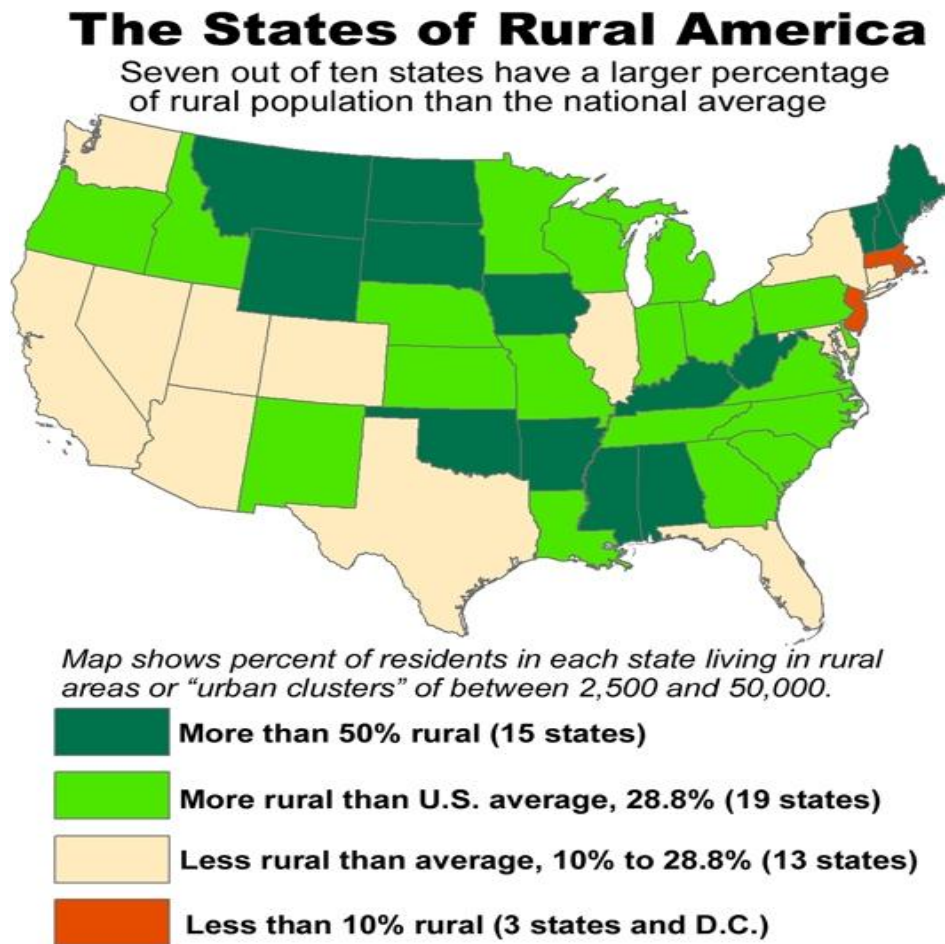 The States of Rural America
Seven out of ten states have a larger percentage
of rural population than the national average
Map shows percent of residents in each state living in rural
areas or “urban clusters” of between 2,500 and 50,000.
More than 50% rural (15 states)
More rural than U.S. average, 28.8% (19 states)
Less rural than average, 10% to 28.8% (13 states)
Less than 10% rural (3 states and D.C.)